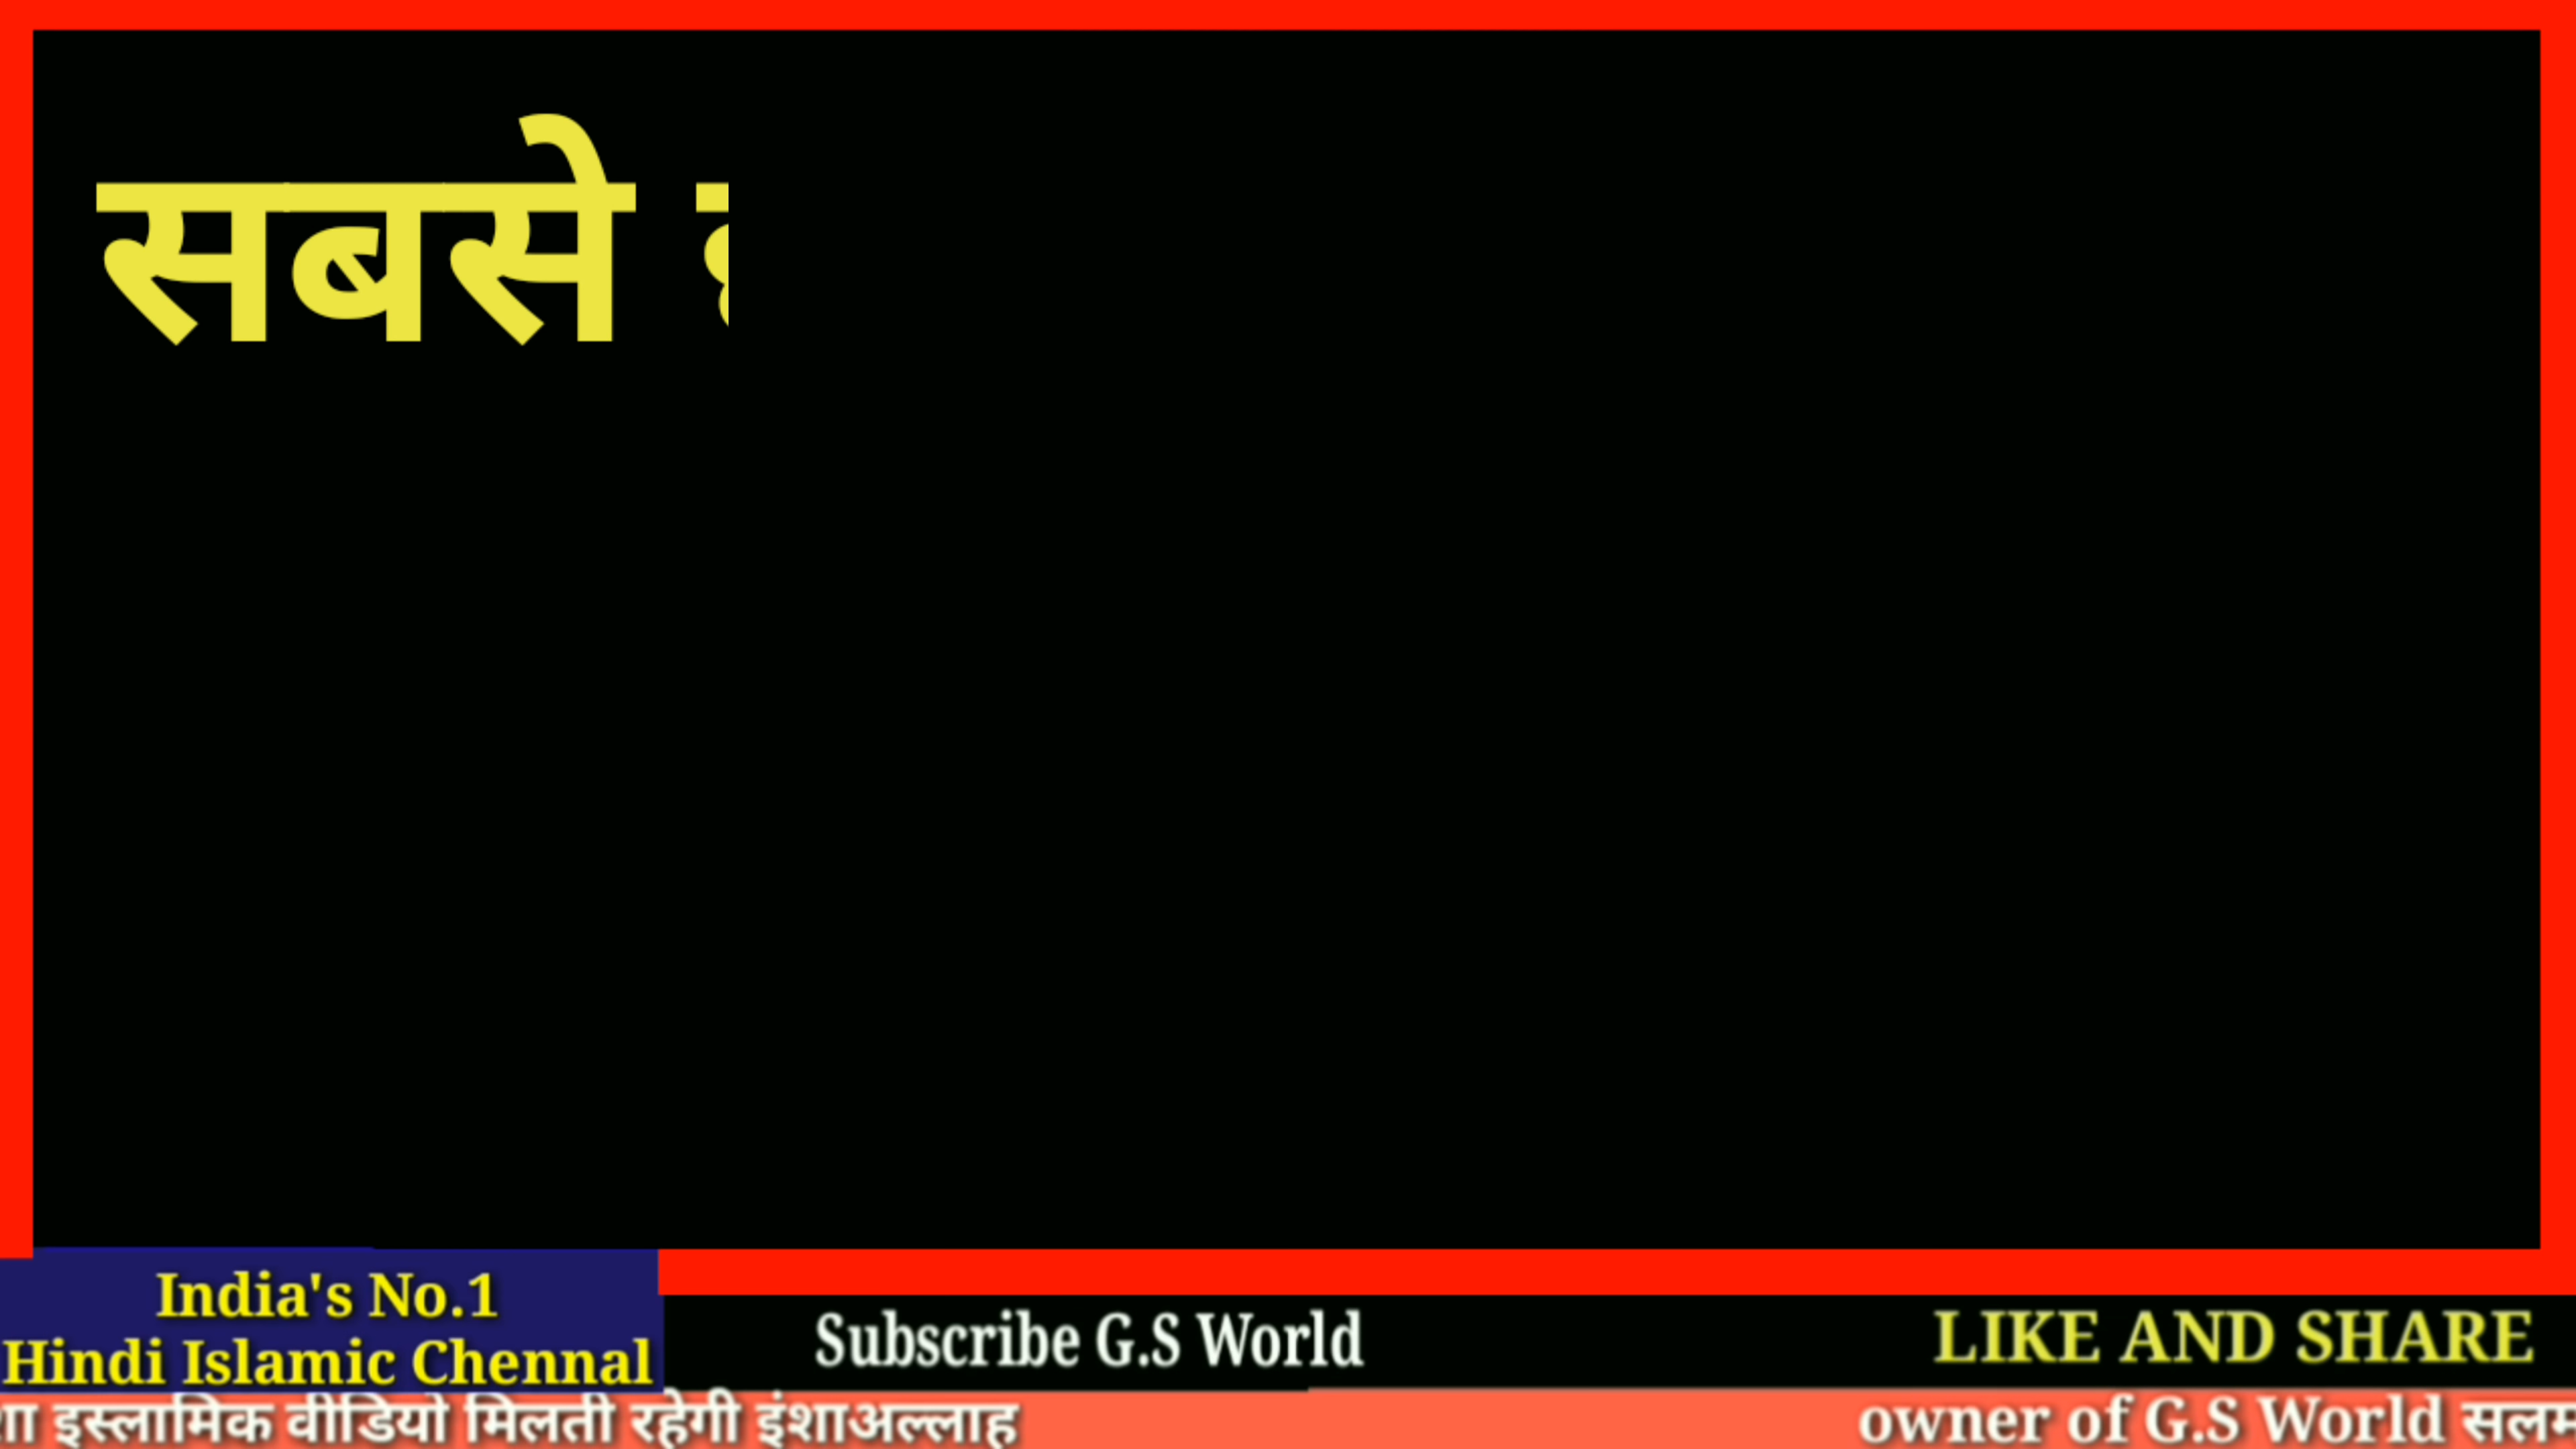 सबसे
India's No.1
Hindi Islamic Chennal
Subscribe G.S World
LIKE AND SHARE
इस्लामिक वीडियो मिलती रहेगी इंशाअल्लाह
owner of G.S World